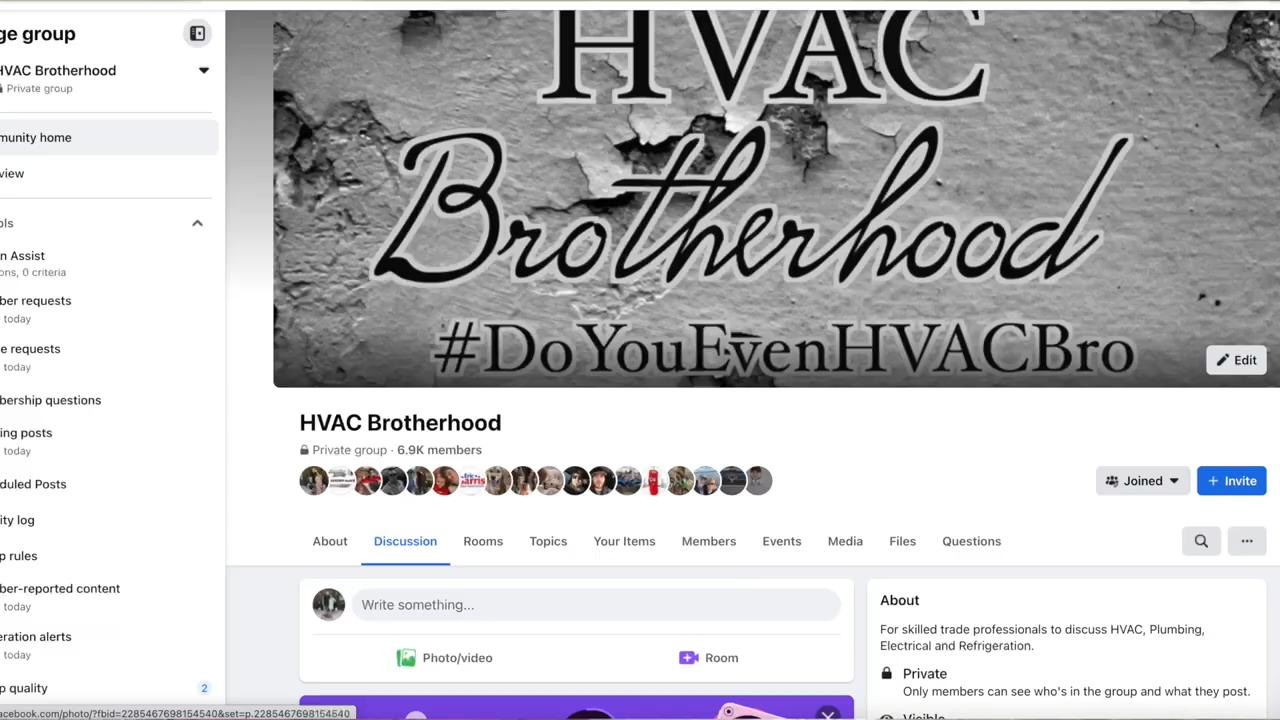 ge group
HVAC Brotherhood
Private group
munity home
view
ols
n Assist
ons, 0 criteria
ber requests
today
e requests
today
bership questions
ing posts
today
duled Posts
ity log
p rules
ber-reported content
today
eration alerts
today
p quality
2
acebook.com/photo/?fbid=2285467698154540&set=p.2285467698154540
HVAC
Brotherhood
#DoYouEvenHVACBro
Edit
HVAC Brotherhood
Private group · 6.9K members
Joined
+ Invite
About Discussion Rooms Topics Your Items Members Events Media Files Questions
Write something...
Photo/video
Room
About
For skilled trade professionals to discuss HVAC, Plumbing,
Electrical and Refrigeration.
Private
Only members can see who's in the group and what they post.
Visible